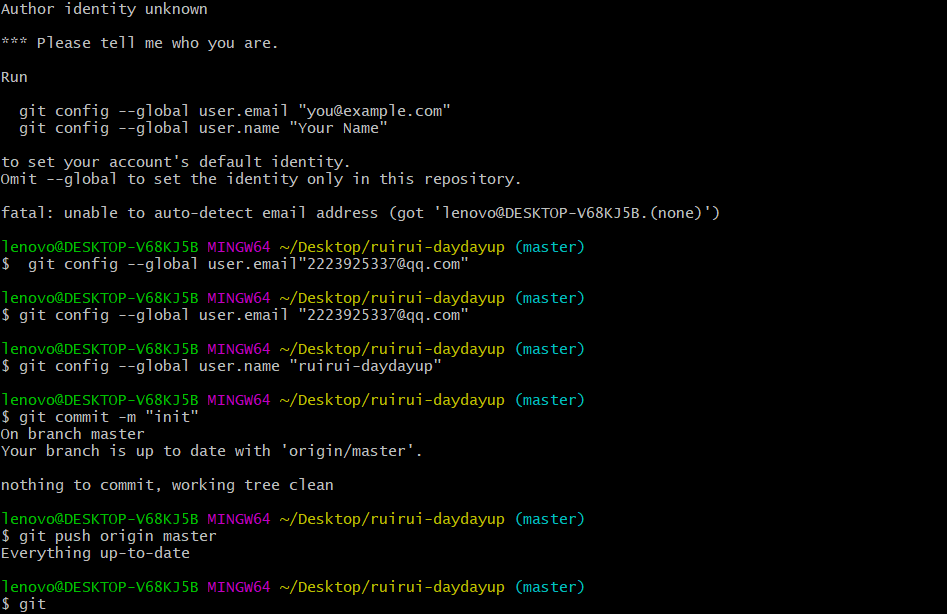 Author identity unknown
*** Please tell me who you are.
Run
git config --global user.email "you@example.com"
git config --global user.name "Your Name"
to set your account's default identity.
Omit --global to set the identity only in this repository.
fatal: unable to auto-detect email address (got 'lenovo@DESKTOP-V68KJ5B.(none)')
lenovo@DESKTOP-V68KJ5B MINGW64 ~/Desktop/ruirui-daydayup (master)
$  git config --global user.email"2223925337@qq.com"
lenovo@DESKTOP-V68KJ5B MINGW64 ~/Desktop/ruirui-daydayup (master)
$ git config --global user.email "2223925337@qq.com"
lenovo@DESKTOP-V68KJ5B MINGW64 ~/Desktop/ruirui-daydayup (master)
$ git config --global user.name "ruirui-daydayup"
lenovo@DESKTOP-V68KJ5B MINGW64 ~/Desktop/ruirui-daydayup (master)
$ git commit -m "init"
On branch master
Your branch is up to date with 'origin/master'.
nothing to commit, working tree clean
lenovo@DESKTOP-V68KJ5B MINGW64 ~/Desktop/ruirui-daydayup (master)
$ git push origin master
Everything up-to-date
lenovo@DESKTOP-V68KJ5B MINGW64 ~/Desktop/ruirui-daydayup (master)
$ git